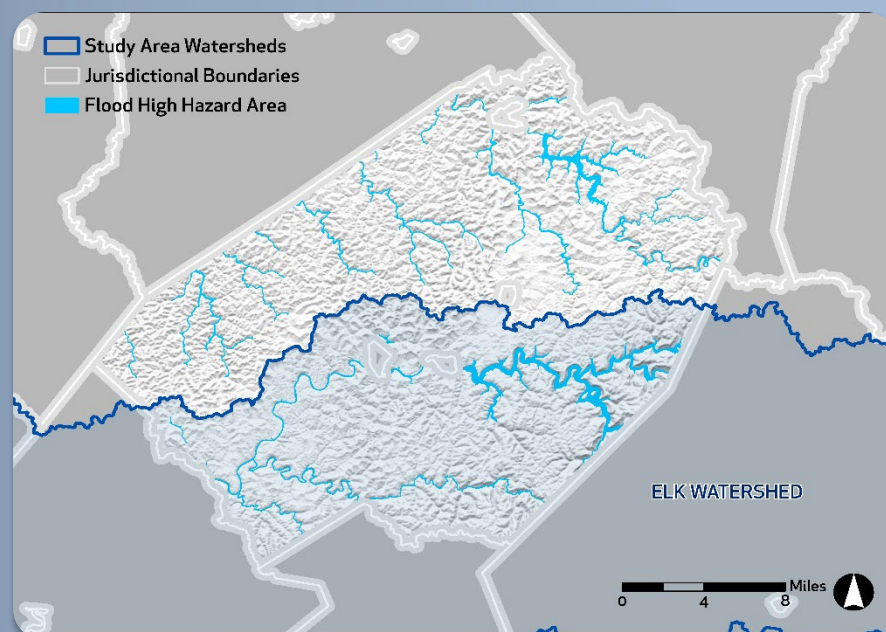 Study Area Watersheds
Jurisdictional Boundaries
Flood High Hazard Area
ELK WATERSHED
Miles
0 4 8